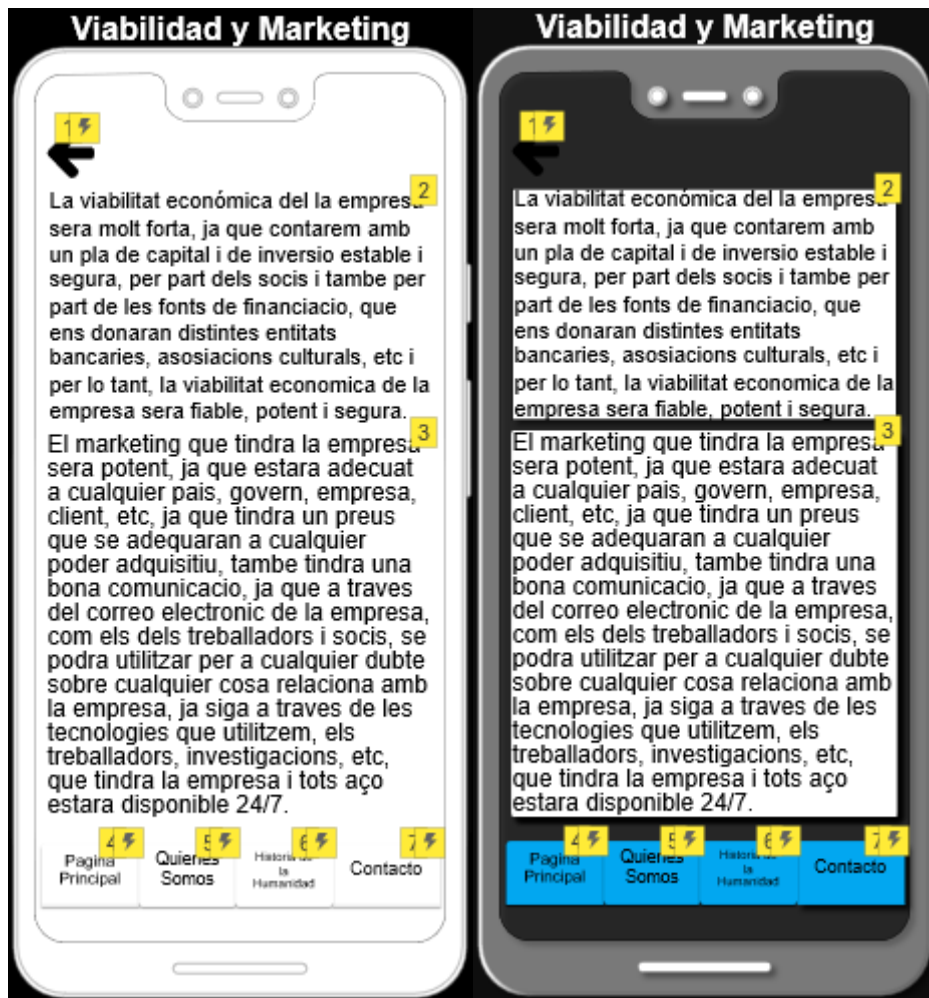 Viabilidad y Marketing
1
2
La viabilitat económica del la empresa
sera molt forta, ja que contarem amb
un pla de capital i de inversio estable i
segura, per part dels socis i tambe per
part de les fonts de financiacio, que
ens donaran distintes entitats
bancaries, asosiacions culturals, etc i
per lo tant, la viabilitat economica de la
empresa sera fiable, potent i segura.
3
El marketing que tindra la empresa
sera potent, ja que estara adecuat
a cualquier pais, govern, empresa,
client, etc, ja que tindra un preus
que se adequaran a cualquier
poder adquisitiu, tambe tindra una
bona comunicacio, ja que a traves
del correo electronic de la empresa,
com els dels treballadors i socis, se
podra utilitzar per a cualquier dubte
sobre cualquier cosa relaciona amb
la empresa, ja siga a traves de les
tecnologies que utilitzem, els
treballadors, investigacions, etc,
que tindra la empresa i tots aço
estara disponible 24/7.
4 5 6 7
Pagina
Principal
Quienes
Somos
Historia de
la
Humanidad
Contacto
Viabilidad y Marketing
1
2
La viabilitat económica del la empresa
sera molt forta, ja que contarem amb
un pla de capital i de inversio estable i
segura, per part dels socis i tambe per
part de les fonts de financiacio, que
ens donaran distintes entitats
bancaries, asosiacions culturals, etc i
per lo tant, la viabilitat economica de la
empresa sera fiable, potent i segura.
3
El marketing que tindra la empresa
sera potent, ja que estara adecuat
a cualquier pais, govern, empresa,
client, etc, ja que tindra un preus
que se adequaran a cualquier
poder adquisitiu, tambe tindra una
bona comunicacio, ja que a traves
del correo electronic de la empresa,
com els dels treballadors i socis, se
podra utilitzar per a cualquier dubte
sobre cualquier cosa relaciona amb
la empresa, ja siga a traves de les
tecnologies que utilitzem, els
treballadors, investigacions, etc,
que tindra la empresa i tots aço
estara disponible 24/7.
4 5 6 7
Pagina
Principal
Quienes
Somos
Historia de
la
Humanidad
Contacto